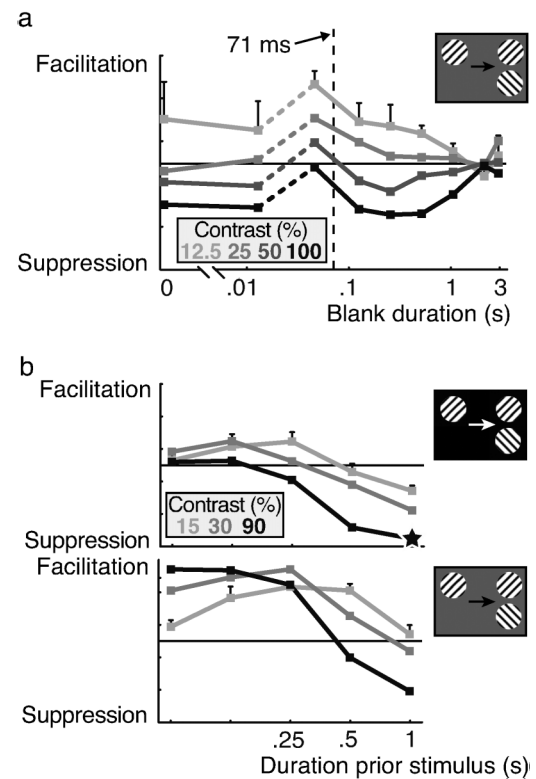 a
71 ms
Facilitation
Contrast (%)
12.5 25 50 100
Suppression
0 .01 .1 1 3
Blank duration (s)
b
Facilitation
Contrast (%)
15 30 90
Suppression
Facilitation
Suppression
.25 .5 1
Duration prior stimulus (s)